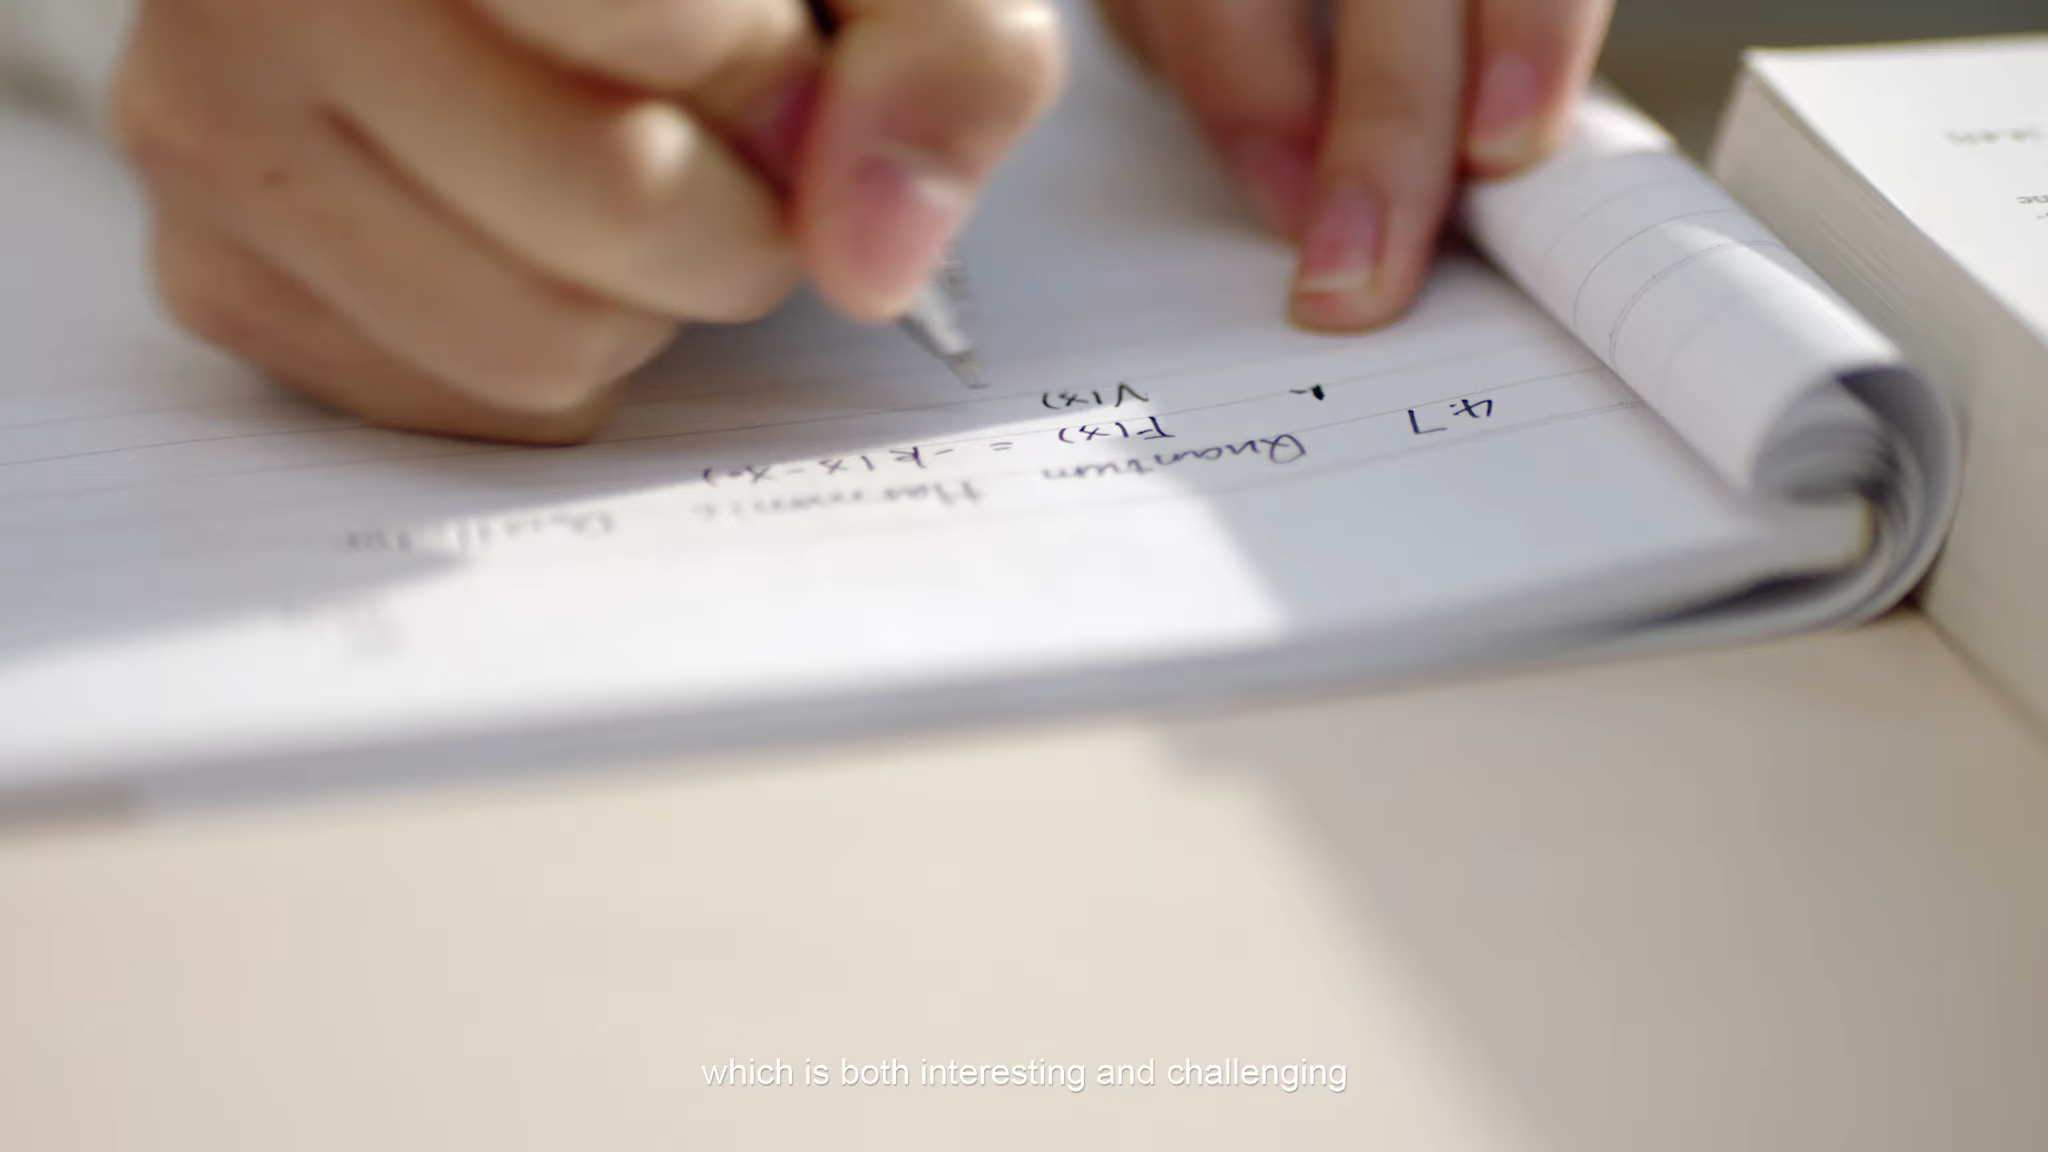 4.7 Quantum Harmonic Oscillator
F(x) = -k(x-x₀)
V(x)
which is both interesting and challenging